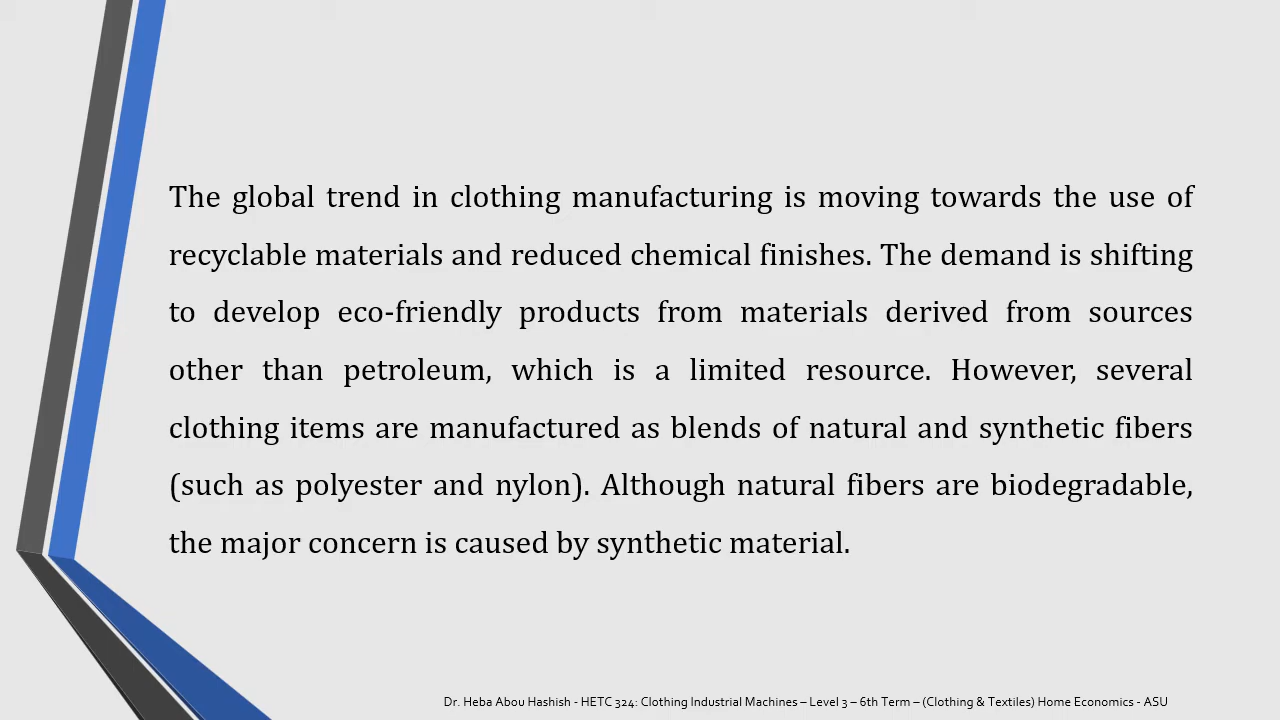 The global trend in clothing manufacturing is moving towards the use of
recyclable materials and reduced chemical finishes. The demand is shifting
to develop eco-friendly products from materials derived from sources
other than petroleum, which is a limited resource. However, several
clothing items are manufactured as blends of natural and synthetic fibers
(such as polyester and nylon). Although natural fibers are biodegradable,
the major concern is caused by synthetic material.
Dr. Heba Abou Hashish - HETC 324: Clothing Industrial Machines – Level 3 – 6th Term – (Clothing & Textiles) Home Economics - ASU